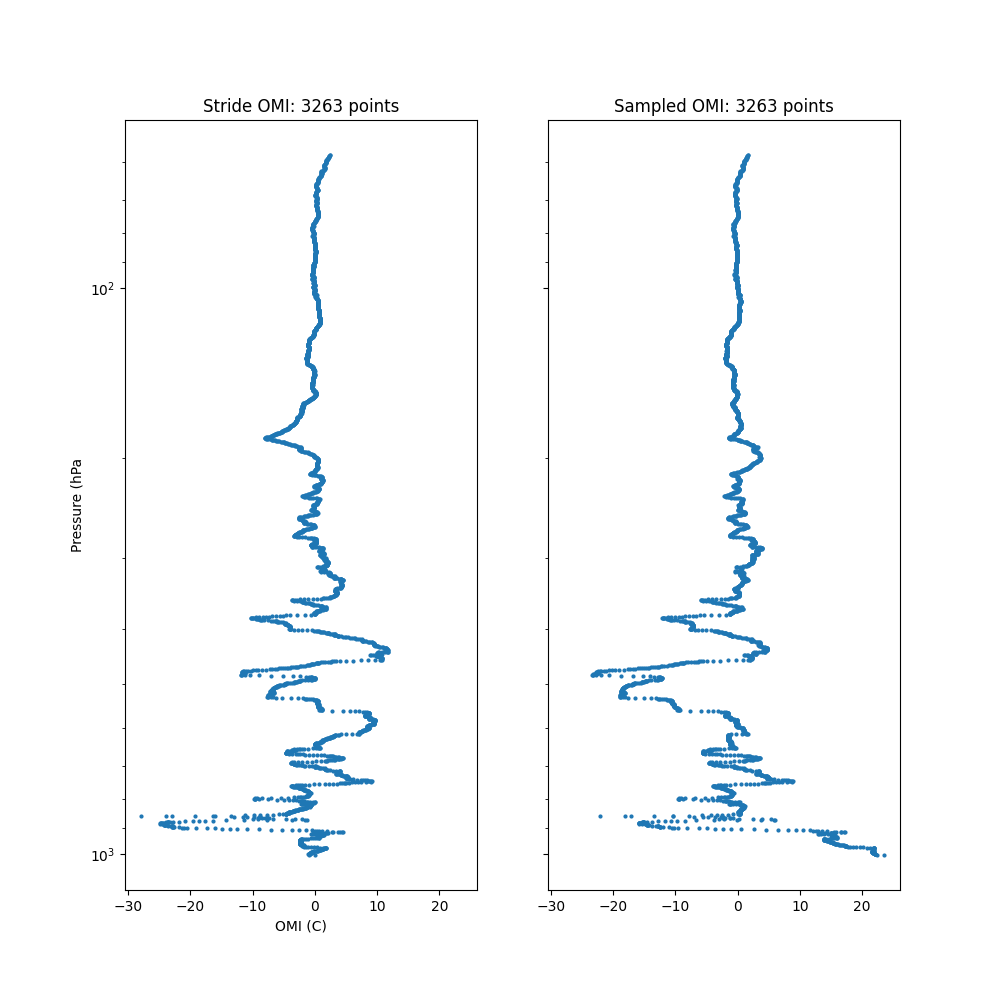 Stride OMI: 3263 points
Sampled OMI: 3263 points
Pressure (hPa
10²
10³
−30 −20 −10 0 10 20
−30 −20 −10 0 10 20
OMI (C)